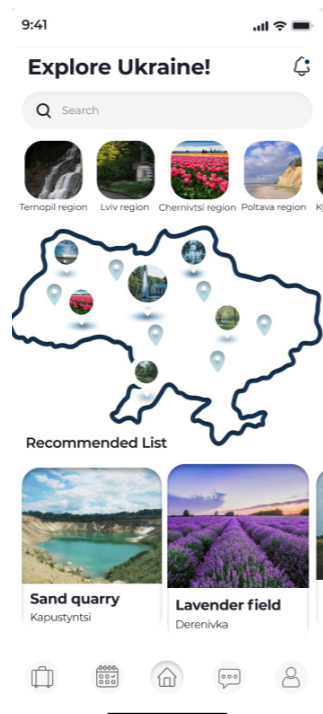 9:41
Explore Ukraine!
Search
Ternopil region Lviv region Chernivtsi region Poltava region
Recommended List
Sand quarry
Kapustyntsi
Lavender field
Derenivka